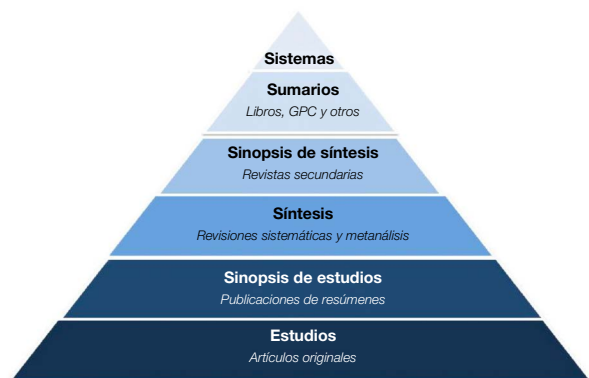 Sistemas
Sumarios
Libros, GPC y otros
Sinopsis de síntesis
Revistas secundarias
Síntesis
Revisiones sistemáticas y metanálisis
Sinopsis de estudios
Publicaciones de resúmenes
Estudios
Artículos originales